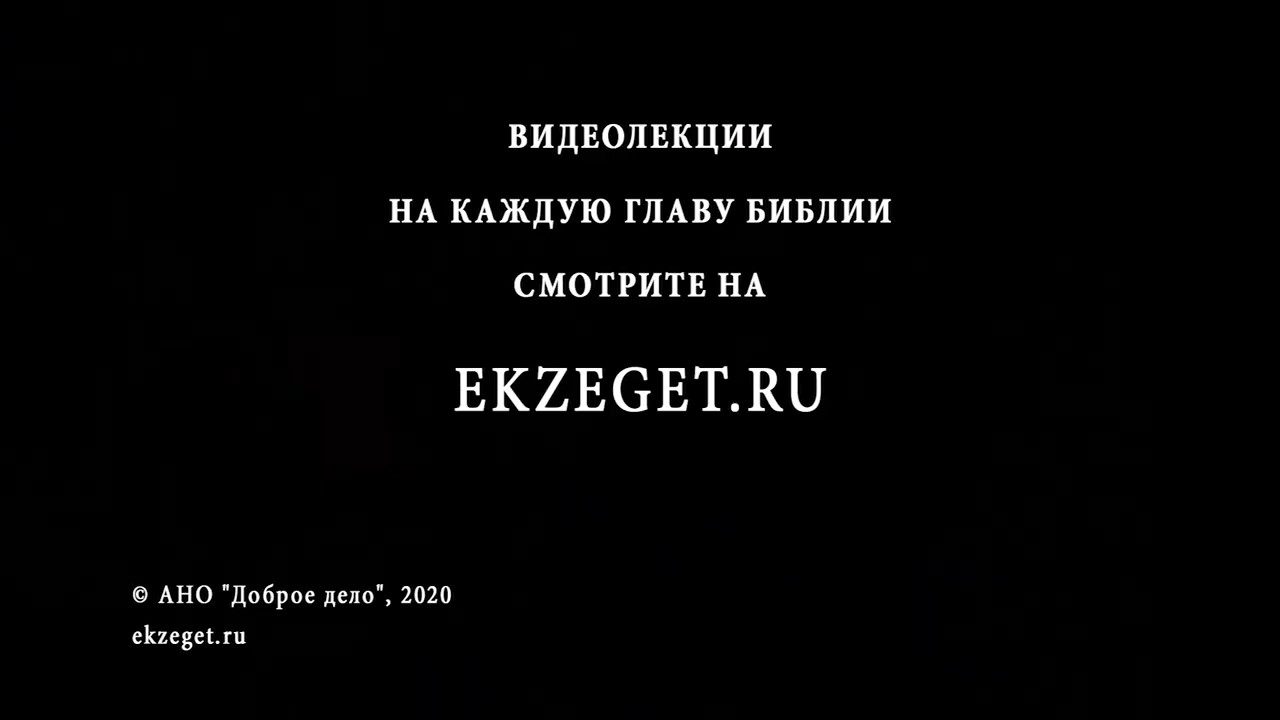 ВИДЕОЛЕКЦИИ
НА КАЖДУЮ ГЛАВУ БИБЛИИ
СМОТРИТЕ НА
EKZEGET.RU
© АНО "Доброе дело", 2020
ekzeget.ru